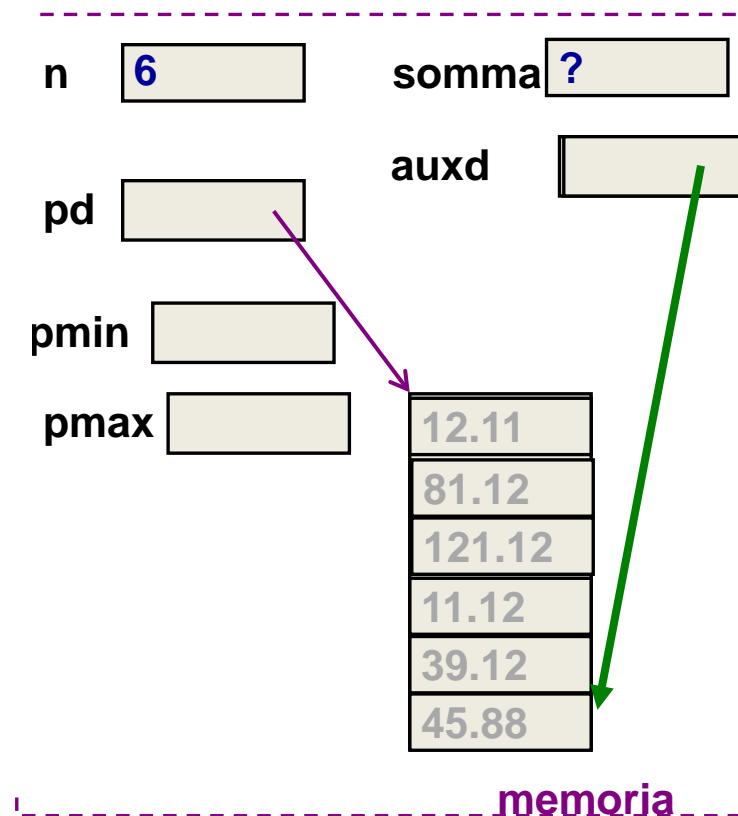 n 6 somma ?
auxd
pd
pmin
pmax
12.11
81.12
121.12
11.12
39.12
45.88
memoria